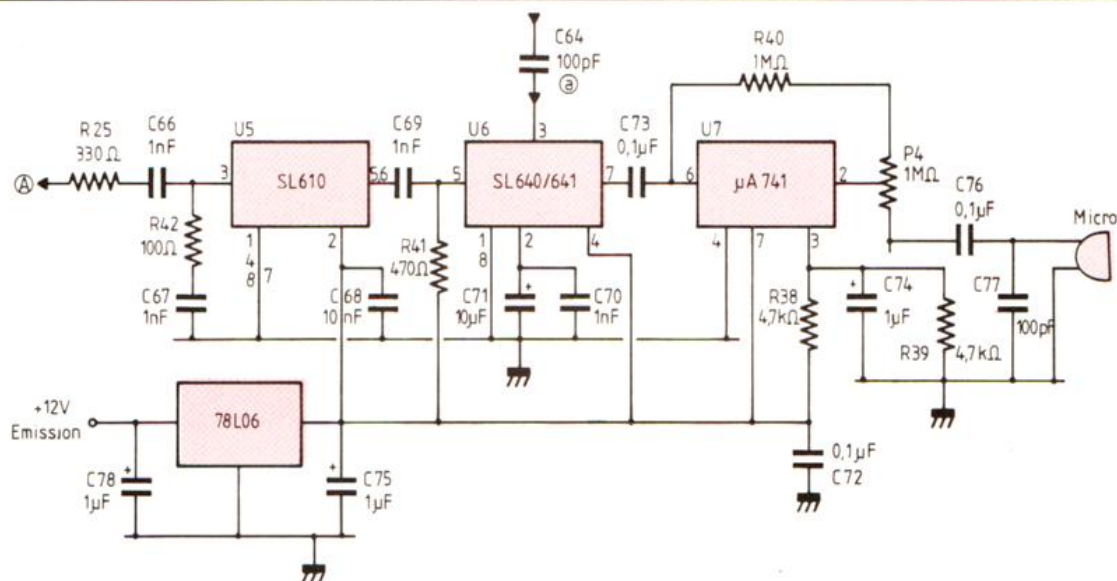 C64
100pF
ⓐ
R40
1MΩ
R25
330Ω
C66
1nF
U5
C69
1nF
U6
C73
0,1µF
U7
P4
1MΩ
C76
0,1µF
Micro
Ⓐ
3
SL610
5,6
5
3
SL640/641
7
6
µA 741
2
R42
100Ω
1
4
8
7
2
R41
470Ω
1
8
2
4
4
7
3
C67
1nF
C68
C71
10µF
C70
1nF
R38
4,7kΩ
C74
1µF
R39
4,7kΩ
C77
100pF
+12V
Emission
78L06
C78
+
1µF
+
C75
1µF
0,1µF
C72